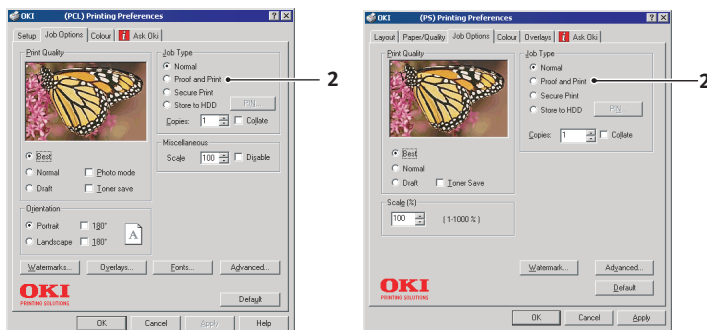 OKI (PCL) Printing Preferences
Setup Job Options Colour Ask Oki
Print Quality
Best
Normal Photo mode
Draft Toner save
Orientation
Portrait 180°
Landscape 180°
A
Job Type
Normal
Proof and Print
Secure Print
Store to HDD PIN...
Copies: 1 Collate
Miscellaneous
Scale 100 Disable
Watermarks... Overlays... Fonts... Advanced...
OKI
PRINTING SOLUTIONS
Default
OK Cancel Apply Help
2
OKI (PS) Printing Preferences
Layout Paper/Quality Job Options Colour Overlays Ask Oki
Print Quality
Best
Normal
Draft Toner Save
Scale (%)
100 (1-1000 %)
Job Type
Normal
Proof and Print
Secure Print
Store to HDD PIN
Copies: 1 Collate
Watermark... Advanced...
OKI
PRINTING SOLUTIONS
Default
OK Cancel Apply
2